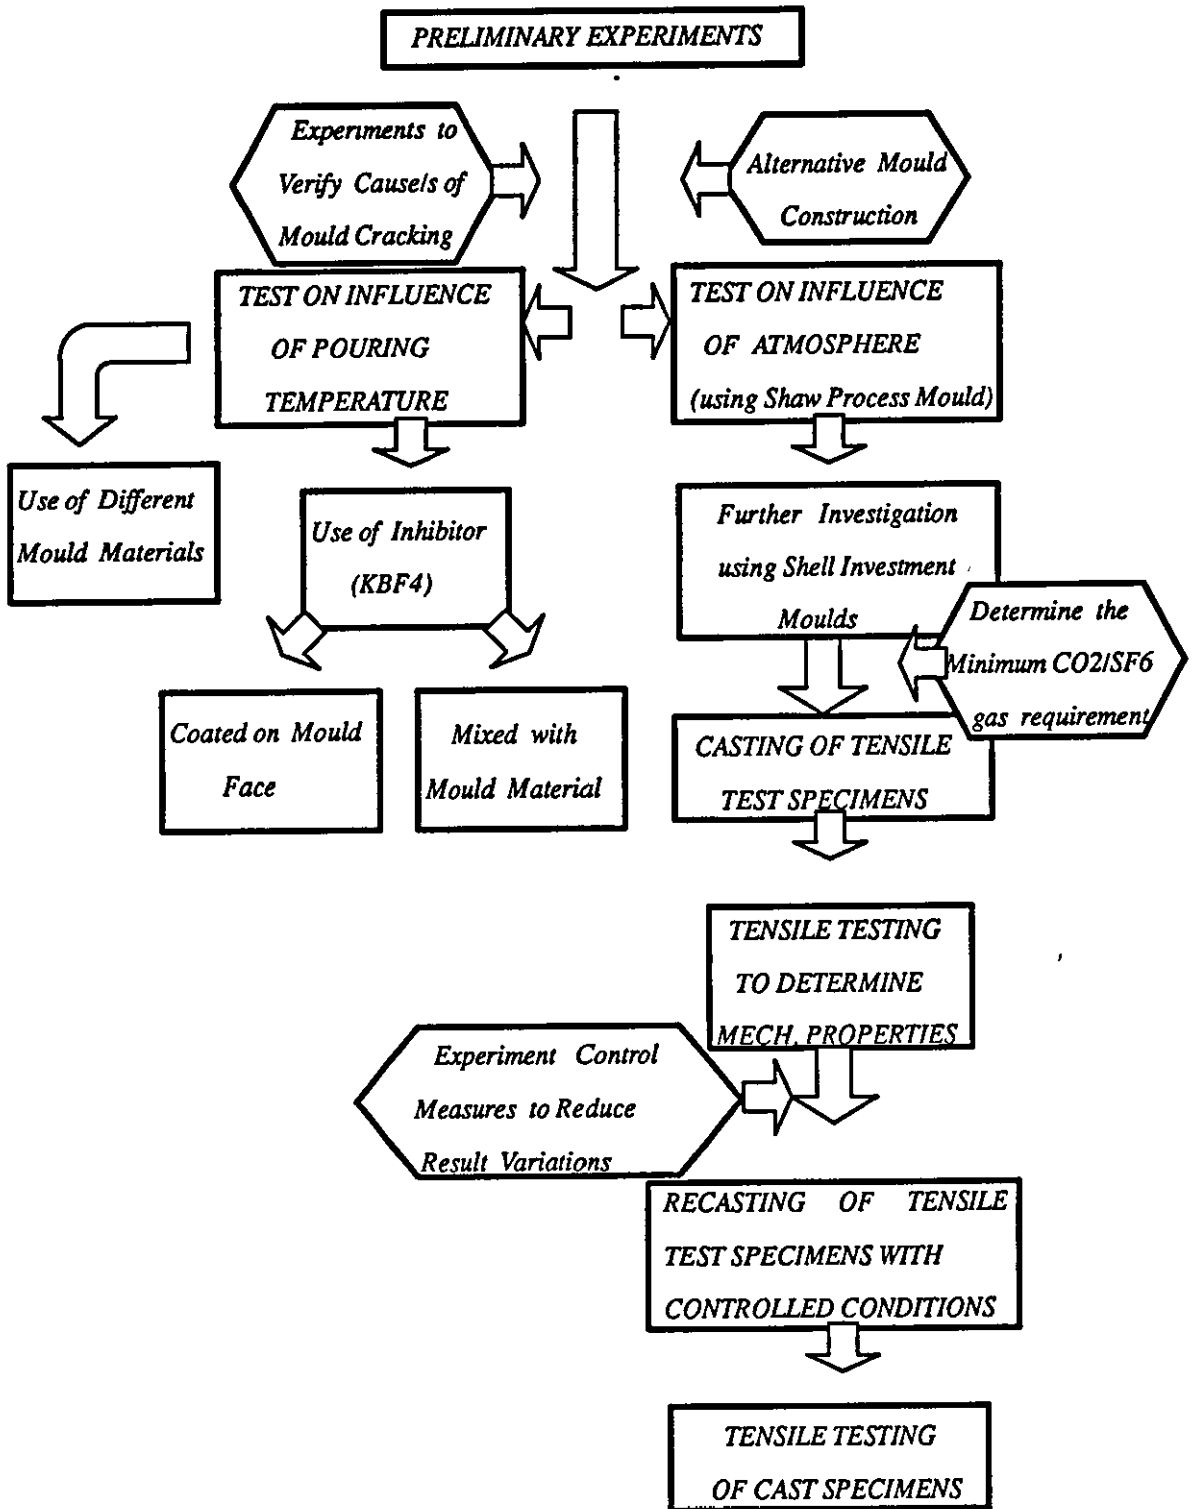 PRELIMINARY EXPERIMENTS
Experiments to
Verify Cause/s of
Mould Cracking
Alternative Mould
Construction
TEST ON INFLUENCE
OF POURING
TEMPERATURE
TEST ON INFLUENCE
OF ATMOSPHERE
(using Shaw Process Mould)
Use of Different
Mould Materials
Use of Inhibitor
(KBF4)
Further Investigation
using Shell Investment
Moulds
Determine the
Minimum CO2/SF6
gas requirement
Coated on Mould
Face
Mixed with
Mould Material
CASTING OF TENSILE
TEST SPECIMENS
TENSILE TESTING
TO DETERMINE
MECH. PROPERTIES
Experiment Control
Measures to Reduce
Result Variations
RECASTING OF TENSILE
TEST SPECIMENS WITH
CONTROLLED CONDITIONS
TENSILE TESTING
OF CAST SPECIMENS